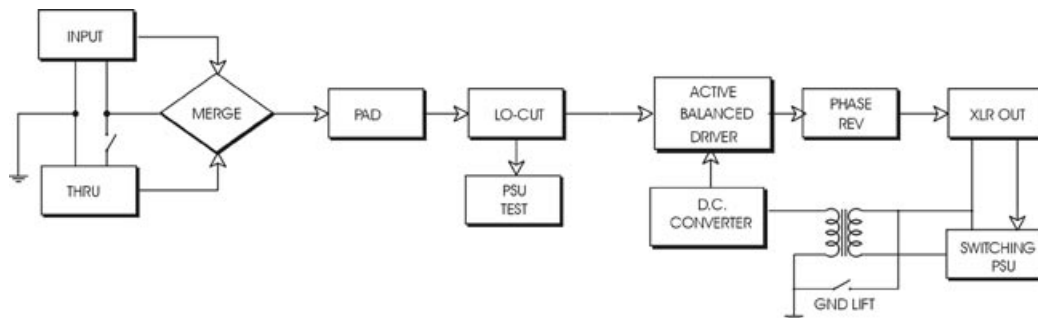 INPUT
MERGE
THRU
PAD
LO-CUT
PSU
TEST
ACTIVE
BALANCED
DRIVER
D.C.
CONVERTER
PHASE
REV
XLR OUT
SWITCHING
PSU
GND LIFT